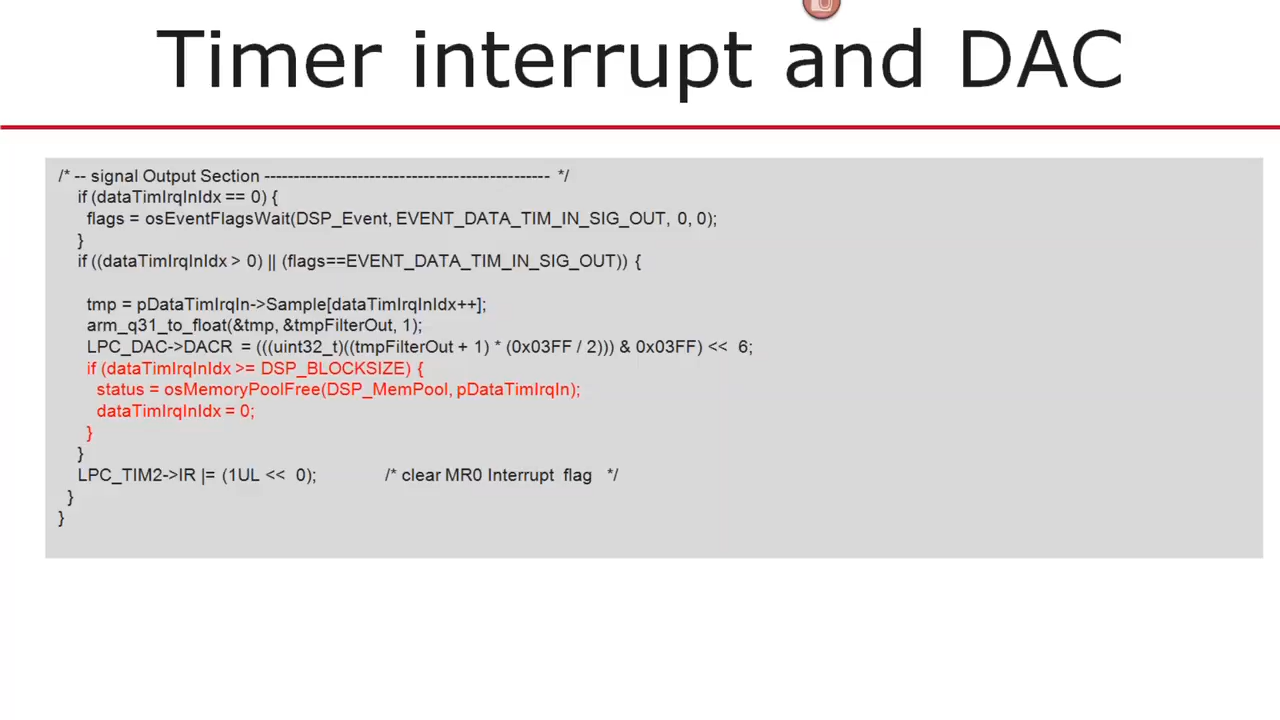 Timer interrupt and DAC
/* -- signal Output Section ------------------------------------------------- */
if (dataTimIrqInIdx == 0) {
flags = osEventFlagsWait(DSP_Event, EVENT_DATA_TIM_IN_SIG_OUT, 0, 0);
}
if ((dataTimIrqInIdx > 0) || (flags==EVENT_DATA_TIM_IN_SIG_OUT)) {
tmp = pDataTimIrqIn->Sample[dataTimIrqInIdx++];
arm_q31_to_float(&tmp, &tmpFilterOut, 1);
LPC_DAC->DACR = (((uint32_t)((tmpFilterOut + 1) * (0x03FF / 2))) & 0x03FF) << 6;
if (dataTimIrqInIdx >= DSP_BLOCKSIZE) {
status = osMemoryPoolFree(DSP_MemPool, pDataTimIrqIn);
dataTimIrqInIdx = 0;
}
}
LPC_TIM2->IR |= (1UL << 0); /* clear MR0 Interrupt flag */
}
}